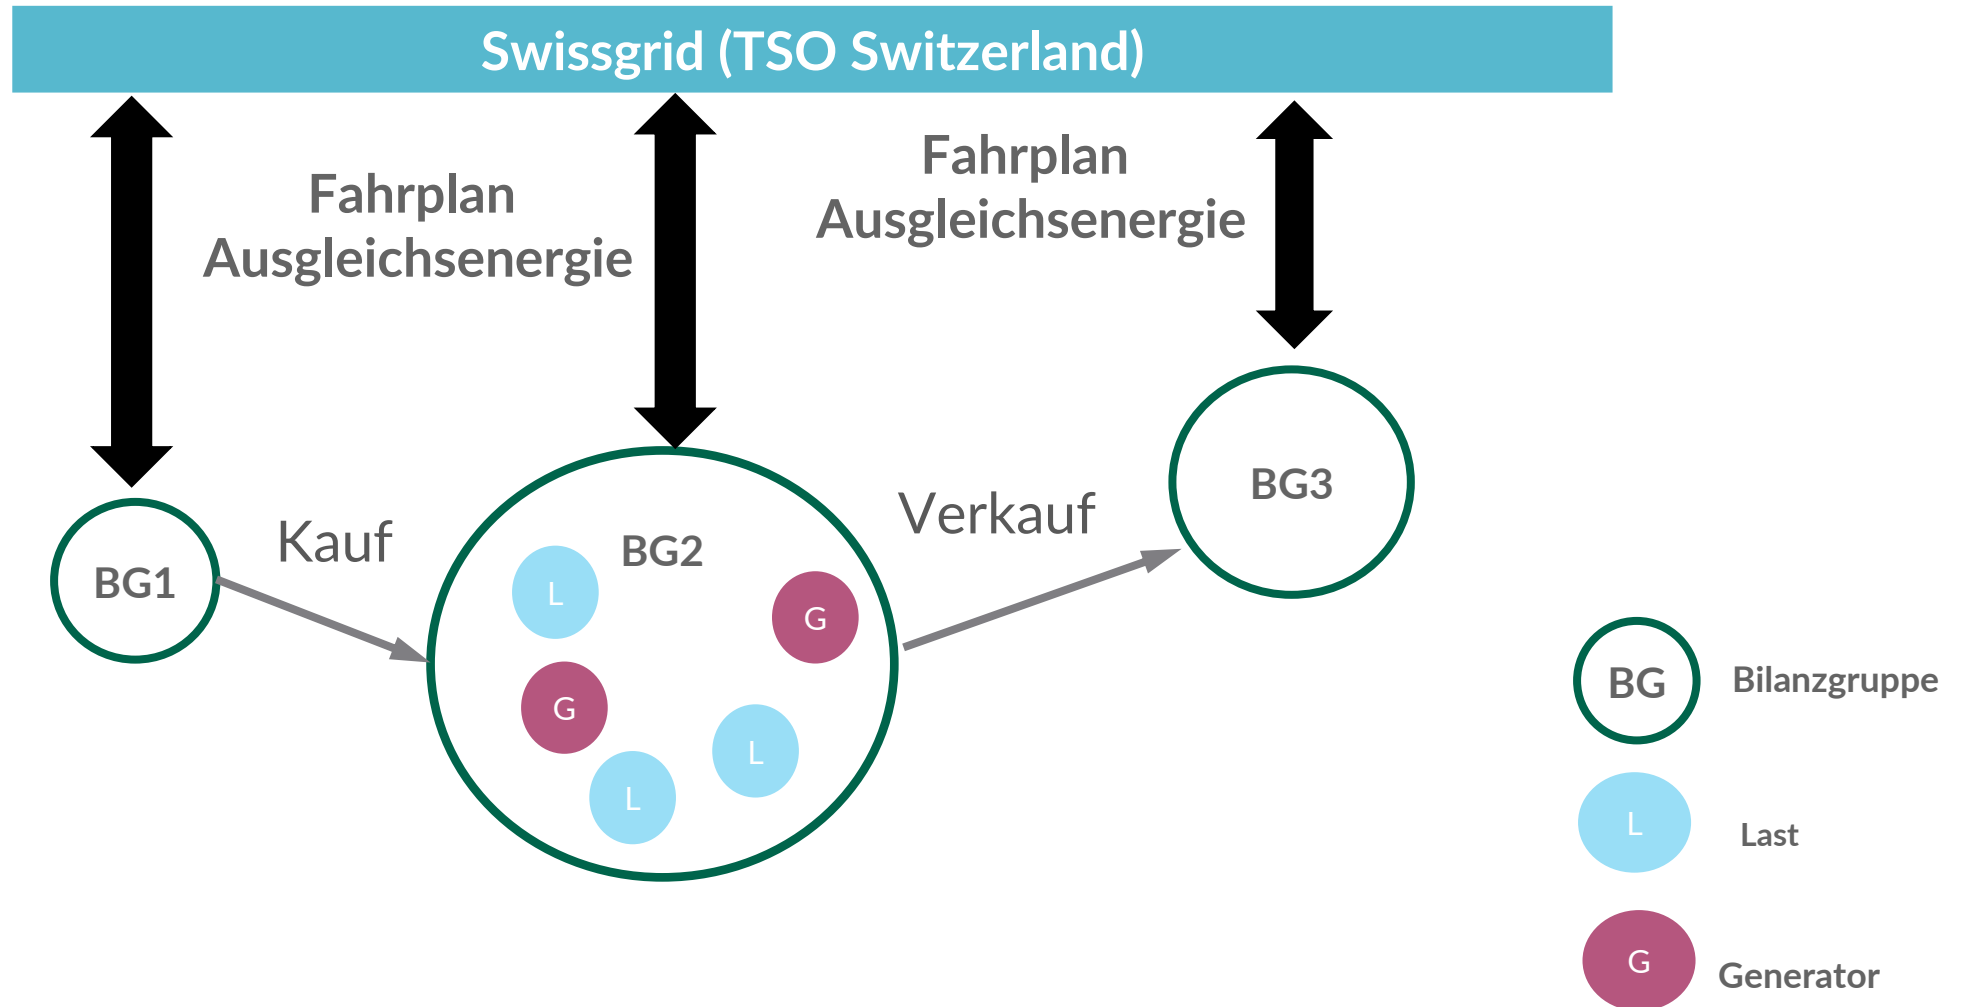 Swissgrid (TSO Switzerland)
Fahrplan
Ausgleichsenergie
Fahrplan
Ausgleichsenergie
BG1
Kauf
BG2
L
G
G
L
L
Verkauf
BG3
BG
Bilanzgruppe
L
Last
G
Generator